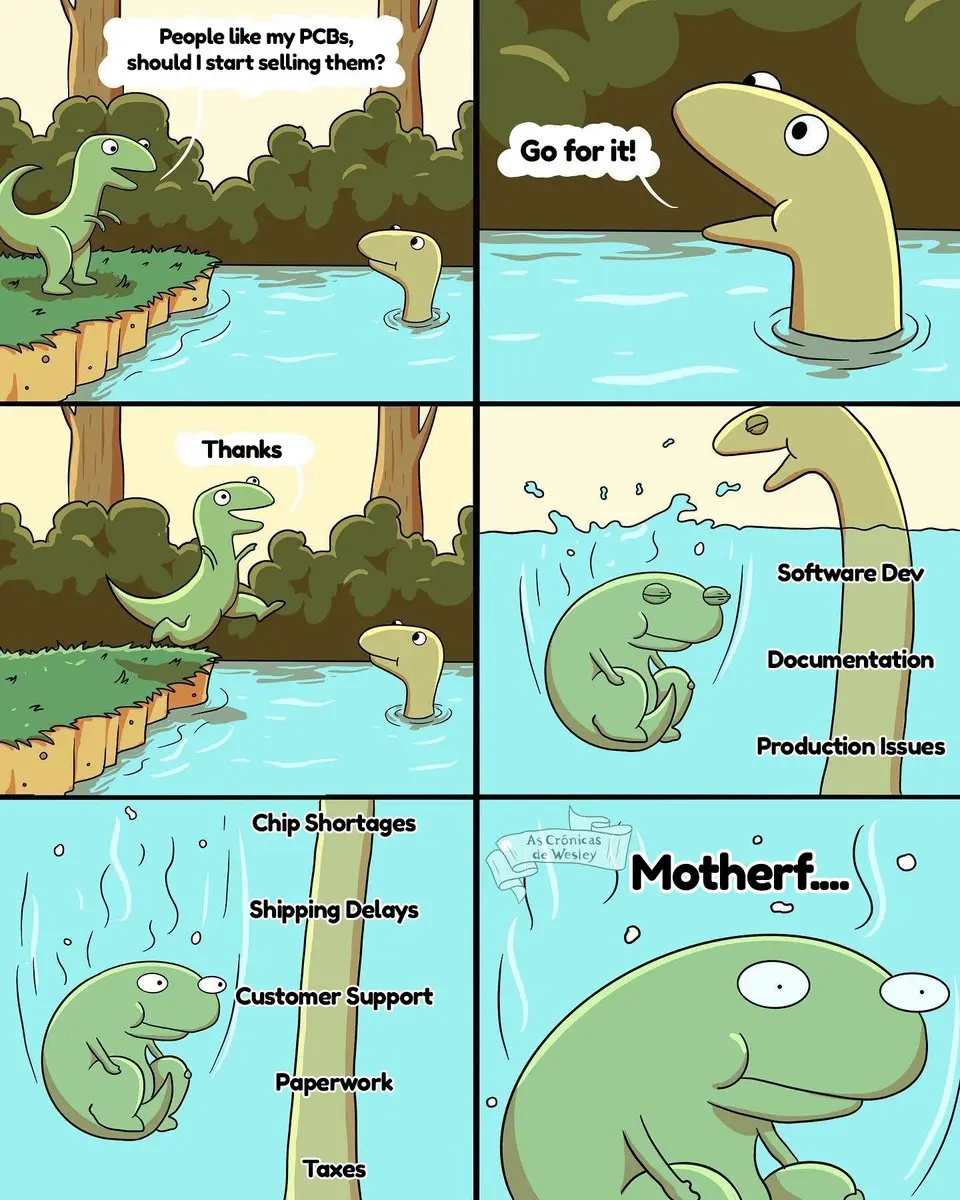 People like my PCBs,
should I start selling them?
Go for it!
Thanks
Software Dev
Documentation
Production Issues
Chip Shortages
Shipping Delays
Customer Support
Paperwork
Taxes
As Crônicas
de Wesley
Motherf....